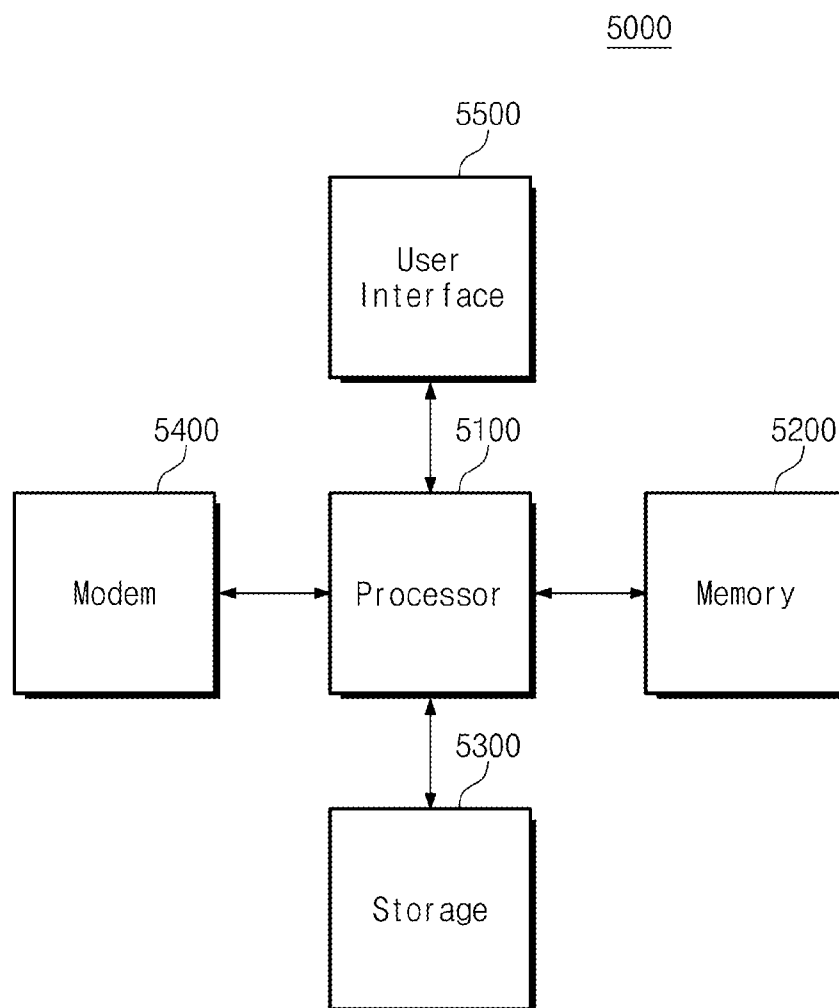 5000
5500
User
Interface
5400
5100
5200
Modem
Processor
Memory
5300
Storage